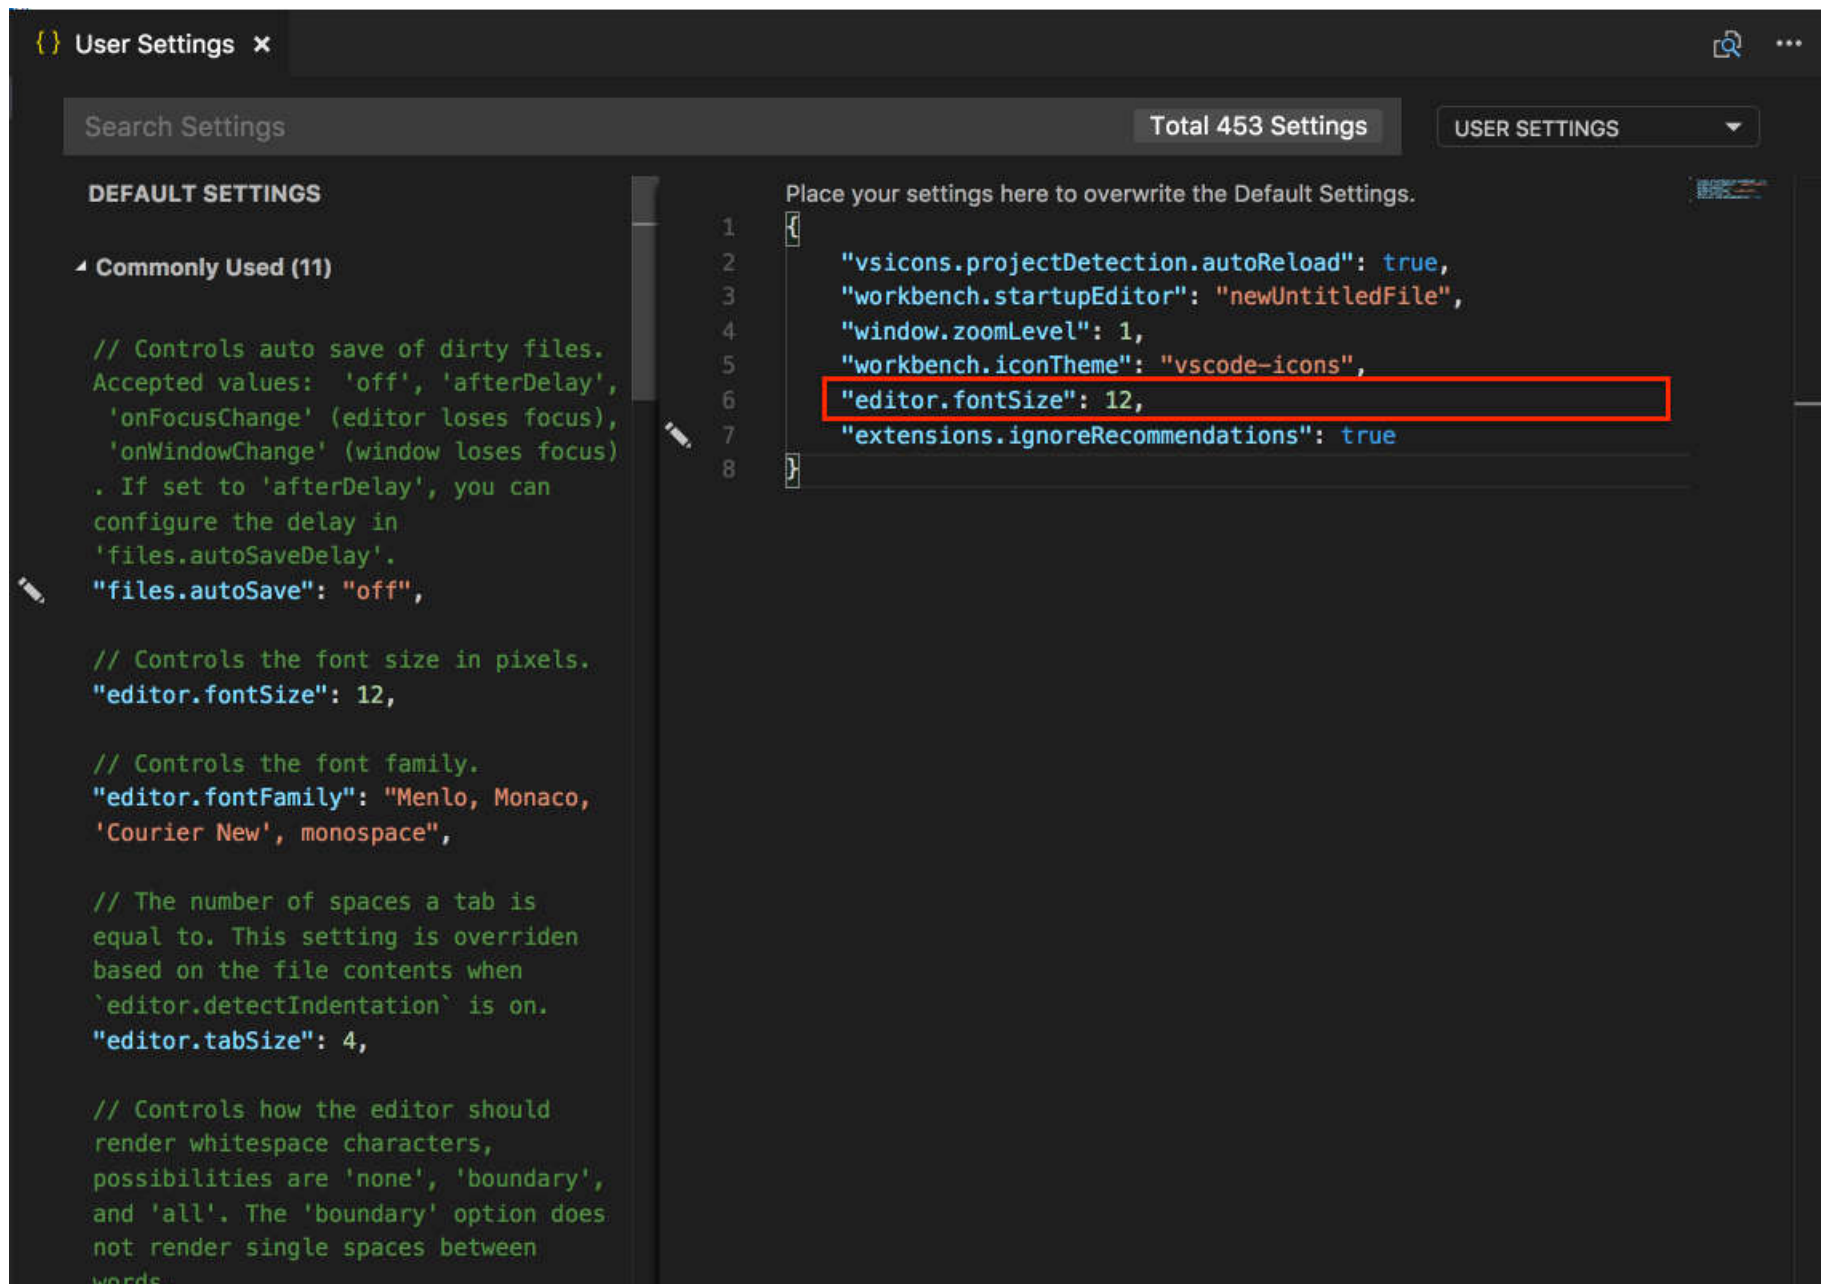 {} User Settings ×
Search Settings
Total 453 Settings
USER SETTINGS
DEFAULT SETTINGS
Commonly Used (11)
// Controls auto save of dirty files.
Accepted values:  'off', 'afterDelay',
'onFocusChange' (editor loses focus),
'onWindowChange' (window loses focus)
. If set to 'afterDelay', you can
configure the delay in
'files.autoSaveDelay'.
"files.autoSave": "off",
// Controls the font size in pixels.
"editor.fontSize": 12,
// Controls the font family.
"editor.fontFamily": "Menlo, Monaco,
'Courier New', monospace",
// The number of spaces a tab is
equal to. This setting is overriden
based on the file contents when
`editor.detectIndentation` is on.
"editor.tabSize": 4,
// Controls how the editor should
render whitespace characters,
possibilities are 'none', 'boundary',
and 'all'. The 'boundary' option does
not render single spaces between
words
Place your settings here to overwrite the Default Settings.
1 {
2 "vsicons.projectDetection.autoReload": true,
3 "workbench.startupEditor": "newUntitledFile",
4 "window.zoomLevel": 1,
5 "workbench.iconTheme": "vscode-icons",
6 "editor.fontSize": 12,
7 "extensions.ignoreRecommendations": true
8 }